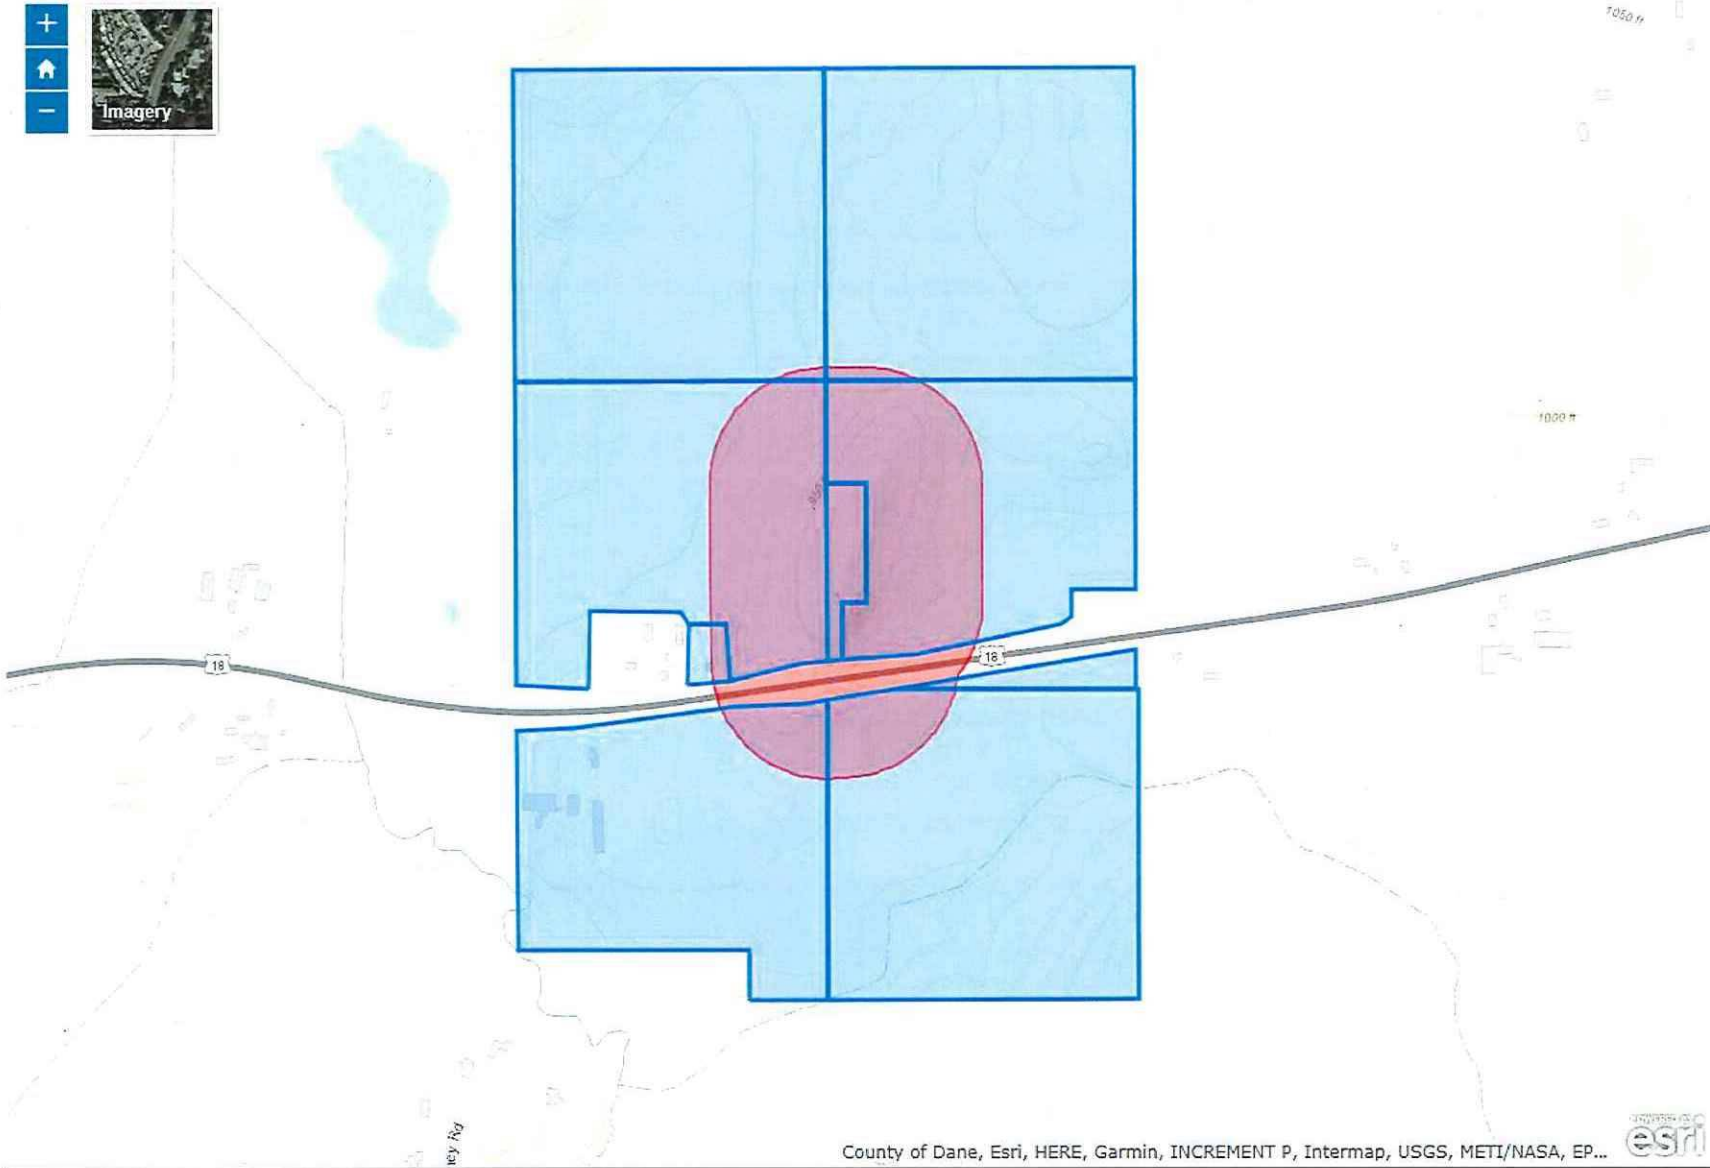 +
Imagery
−
1050 ft
1000 ft
950
18
18
County of Dane, Esri, HERE, Garmin, INCREMENT P, Intermap, USGS, METI/NASA, EP...
esri